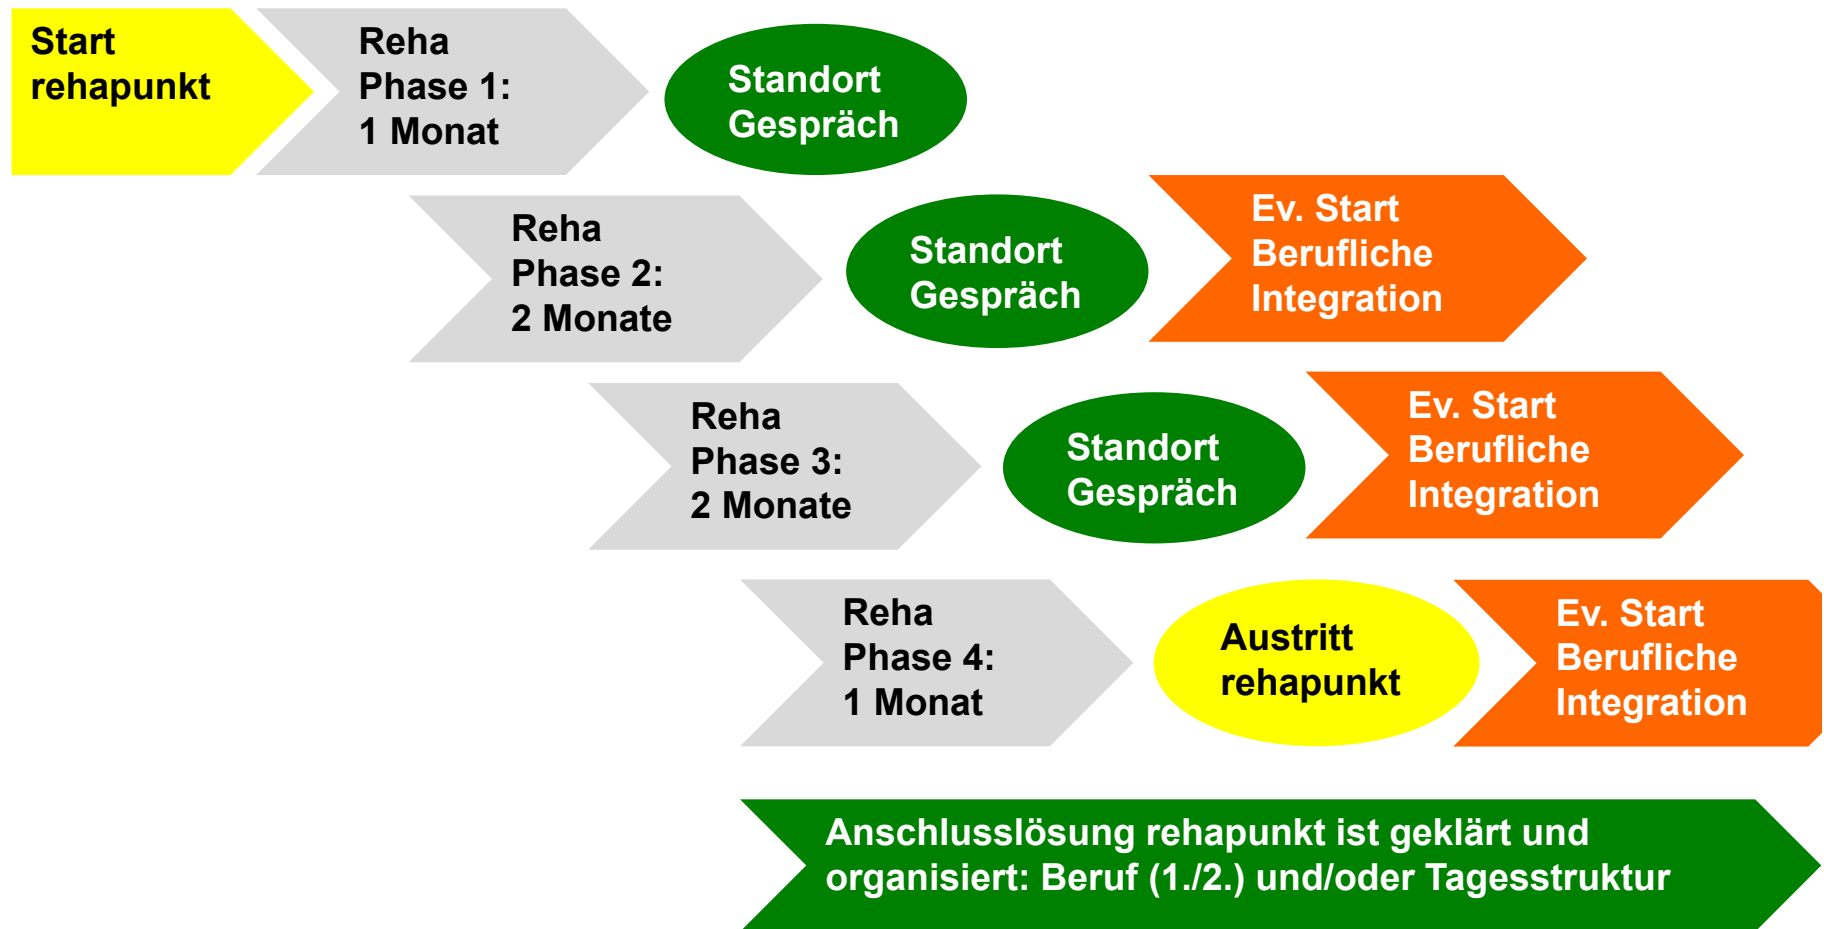 Start
rehapunkt
Reha
Phase 1:
1 Monat
Standort
Gespräch
Reha
Phase 2:
2 Monate
Standort
Gespräch
Ev. Start
Berufliche
Integration
Reha
Phase 3:
2 Monate
Standort
Gespräch
Ev. Start
Berufliche
Integration
Reha
Phase 4:
1 Monat
Austritt
rehapunkt
Ev. Start
Berufliche
Integration
Anschlusslösung rehapunkt ist geklärt und
organisiert: Beruf (1./2.) und/oder Tagesstruktur